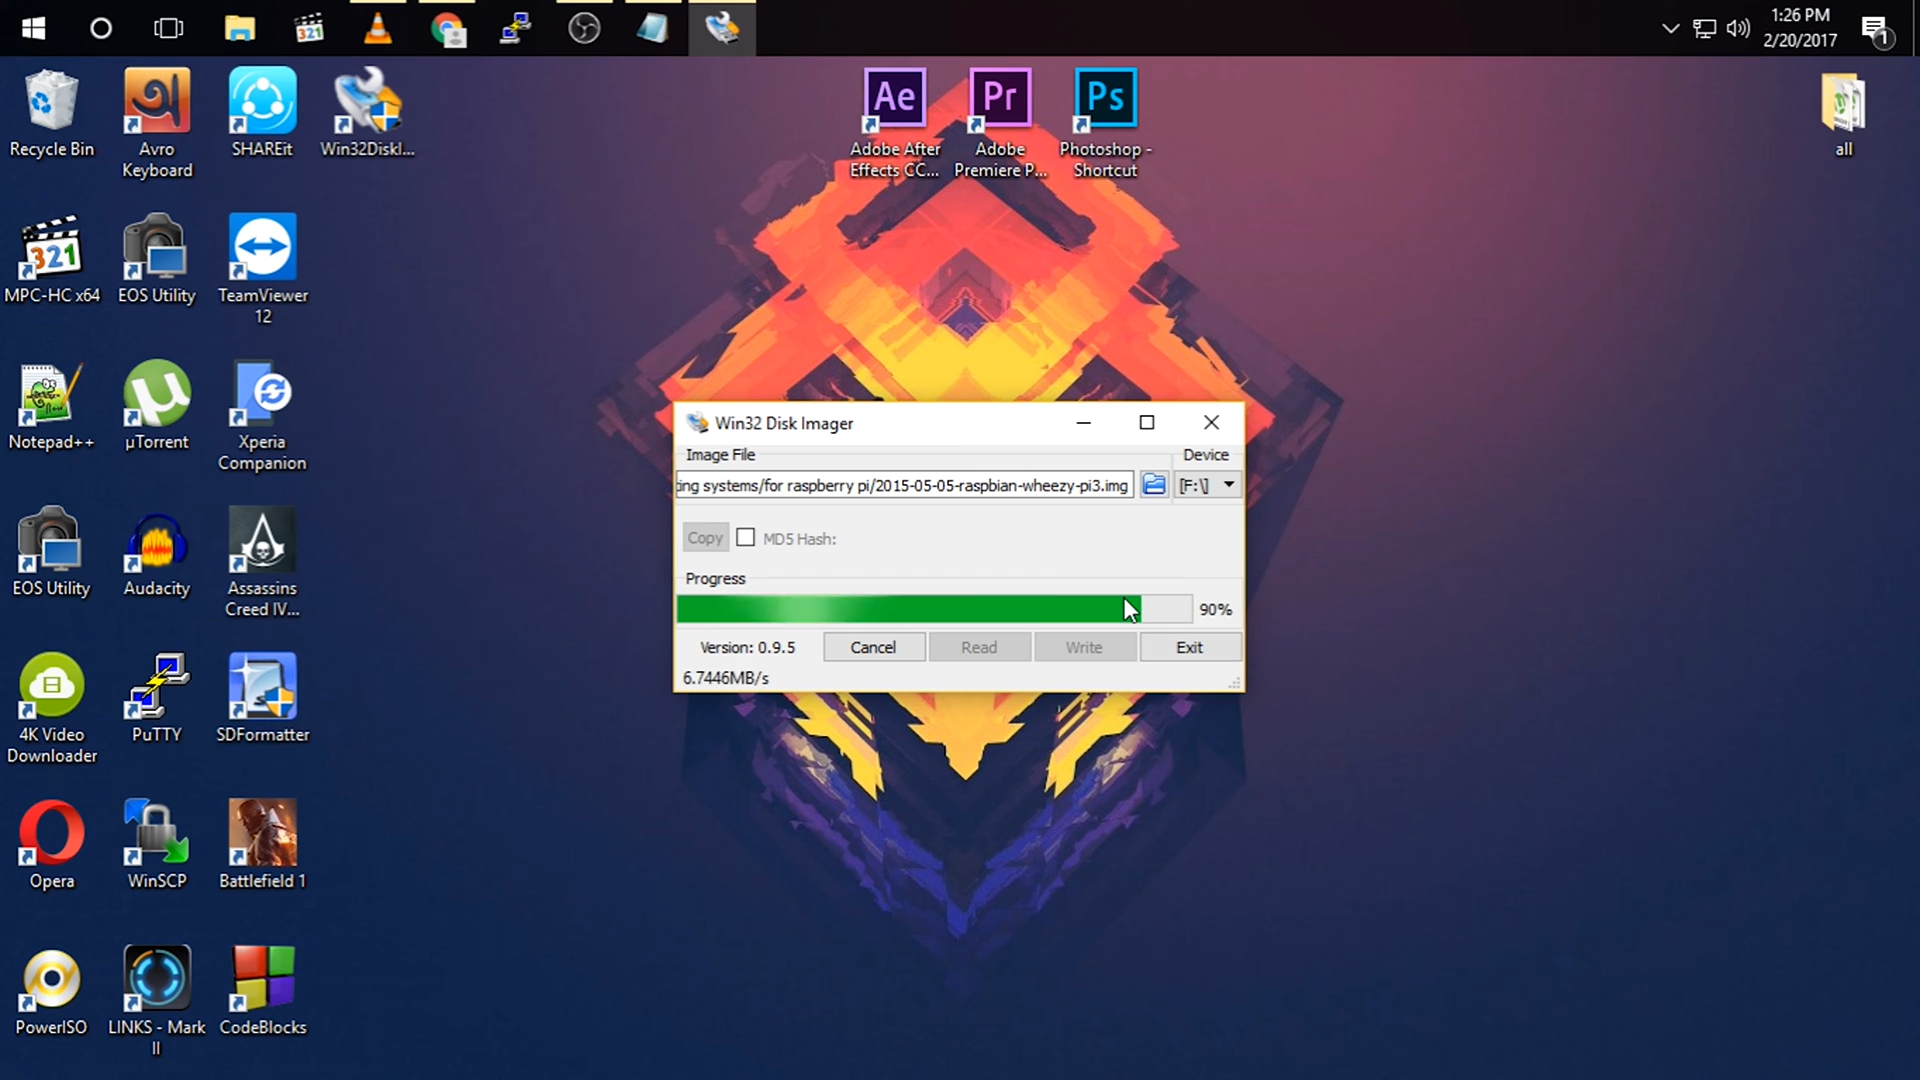 1:26 PM
2/20/2017
1
321
Recycle Bin
Avro
Keyboard
SHAREit
Win32DiskI...
Ae
Adobe After
Effects CC...
Pr
Adobe
Premiere P...
Ps
Photoshop -
Shortcut
all
321
MPC-HC x64
EOS Utility
TeamViewer
12
Notepad++
µTorrent
Xperia
Companion
EOS Utility
Audacity
Assassins
Creed IV...
4K Video
Downloader
PuTTY
SDFormatter
Opera
WinSCP
Battlefield 1
PowerISO
LINKS - Mark
II
CodeBlocks
Win32 Disk Imager
Image File
Device
ing systems/for raspberry pi/2015-05-05-raspbian-wheezy-pi3.img
[F:\]
Copy
MD5 Hash:
Progress
90%
Version: 0.9.5
Cancel
Read
Write
Exit
6.7446MB/s